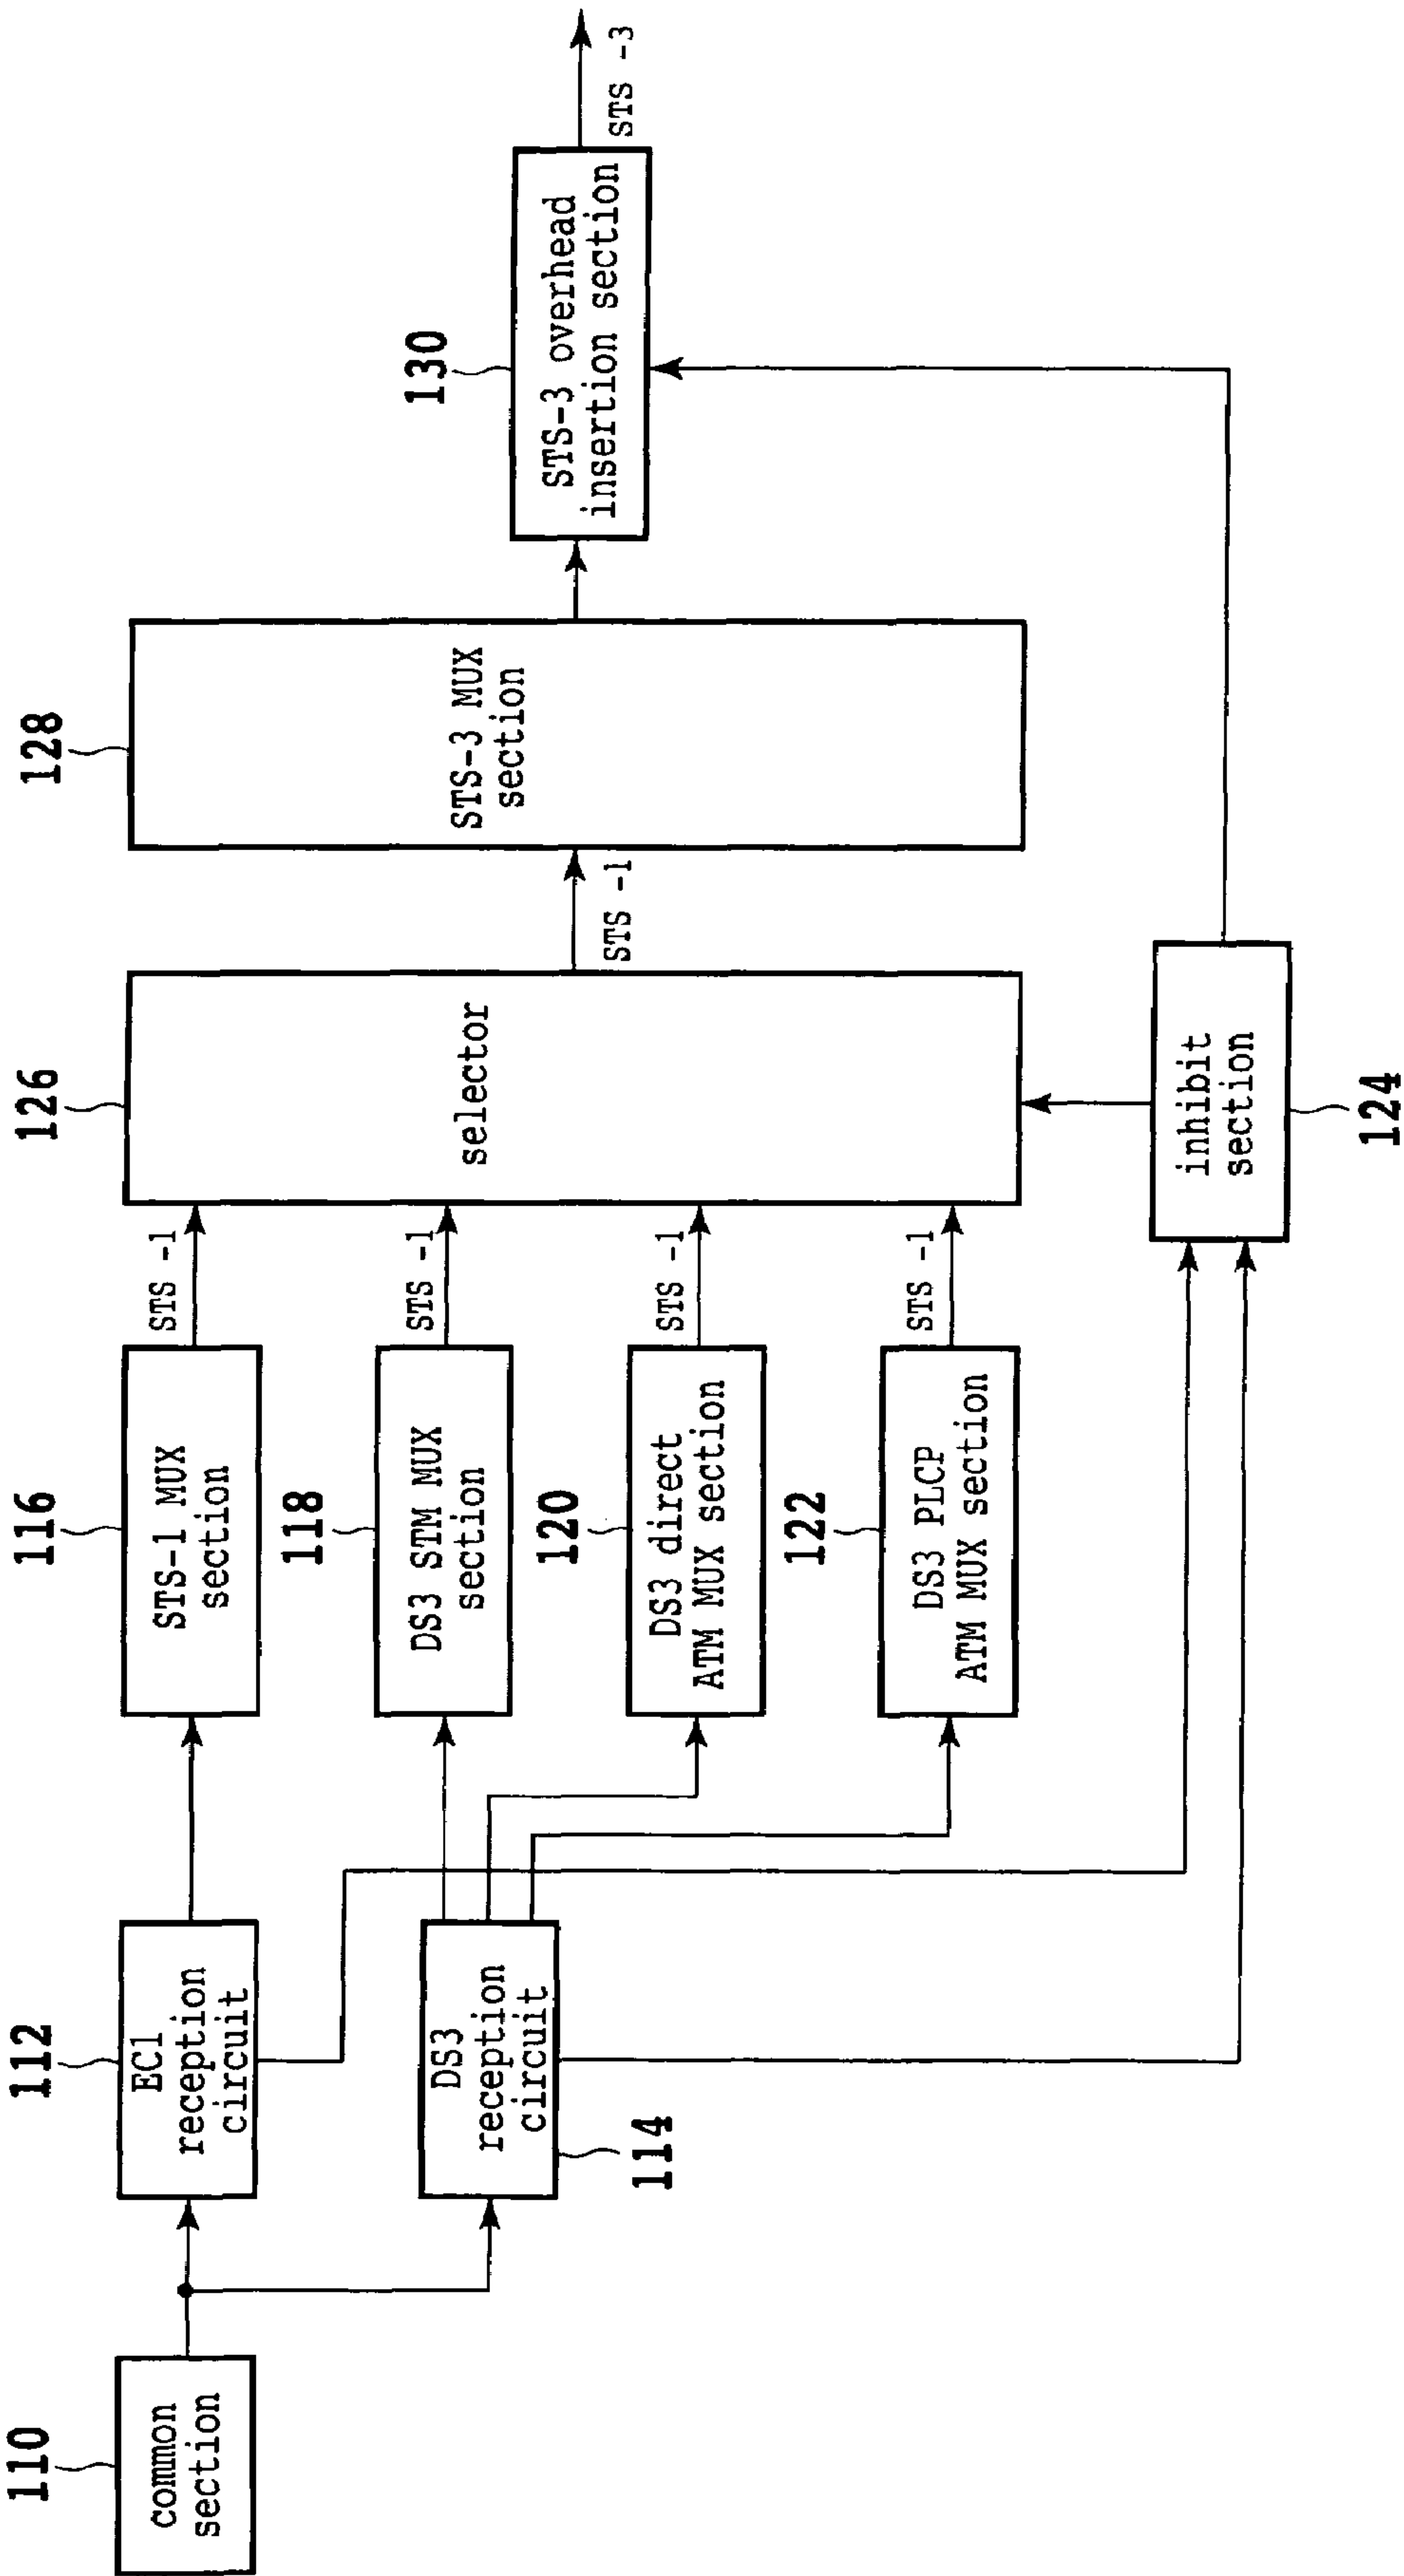 110
common
section
112
EC1
reception
circuit
DS3
reception
circuit
114
116
STS-1 MUX
section
STS -1
118
DS3 STM MUX
section
STS -1
120
DS3 direct
ATM MUX section
STS -1
122
DS3 PLCP
ATM MUX section
STS -1
126
selector
STS -1
inhibit
section
124
128
STS-3 MUX
section
130
STS-3 overhead
insertion section
STS -3